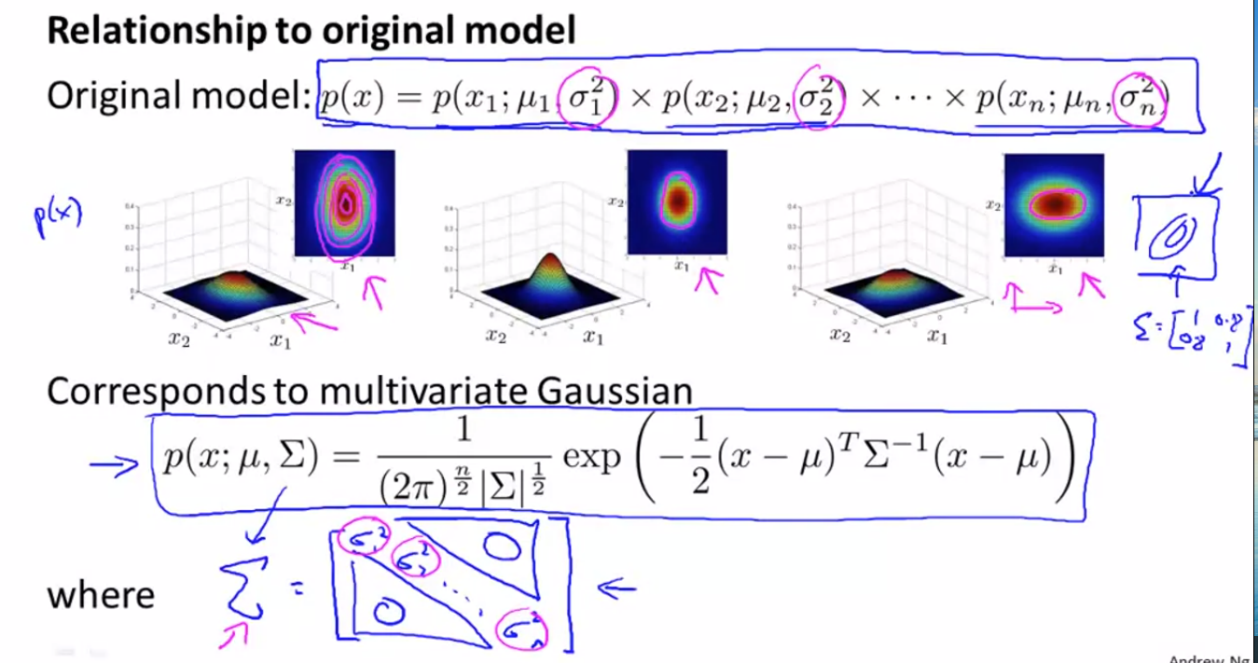 Relationship to original model
Original model: p(x) = p(x₁; μ₁, σ₁²) × p(x₂; μ₂, σ₂²) × ⋯ × p(xₙ; μₙ, σₙ²)
p(x)
x₂ x₁ x₂ x₁ x₂ x₁
x₂ x₁ x₂ x₁ x₂ x₁
Σ = [1 0.8
0.8 1]
Corresponds to multivariate Gaussian
→ p(x; μ, Σ) = 1 / ((2π)^(n/2) |Σ|^(1/2)) exp(−1/2 (x − μ)ᵀ Σ⁻¹ (x − μ))
where Σ = [σ₁² σ₂² ⋱ σₙ² 0 0] ←
Andrew Ng